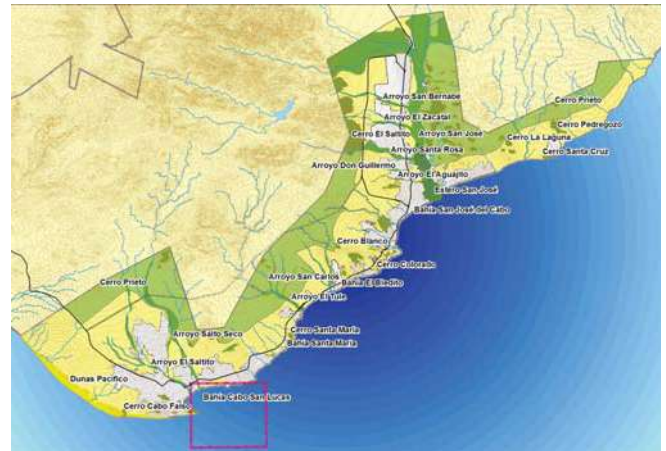 Arroyo San Bernabe
Cerro Prieto
Arroyo El Zacatal
Cerro Pedregozo
Cerro El Saltito
Arroyo San José
Cerro La Laguna
Arroyo Santa Rosa
Cerro Santa Cruz
Arroyo Don Guillermo
Arroyo El Aguajito
Estero San José
Bahía San José del Cabo
Cerro Blanco
Cerro Colorado
Cerro Prieto
Arroyo San Carlos
Bahía El Bledito
Arroyo El Tule
Arroyo Salto Seco
Cerro Santa María
Bahía Santa María
Arroyo El Saltito
Dunas Pacífico
Bahía Cabo San Lucas
Cerro Cabo Falso